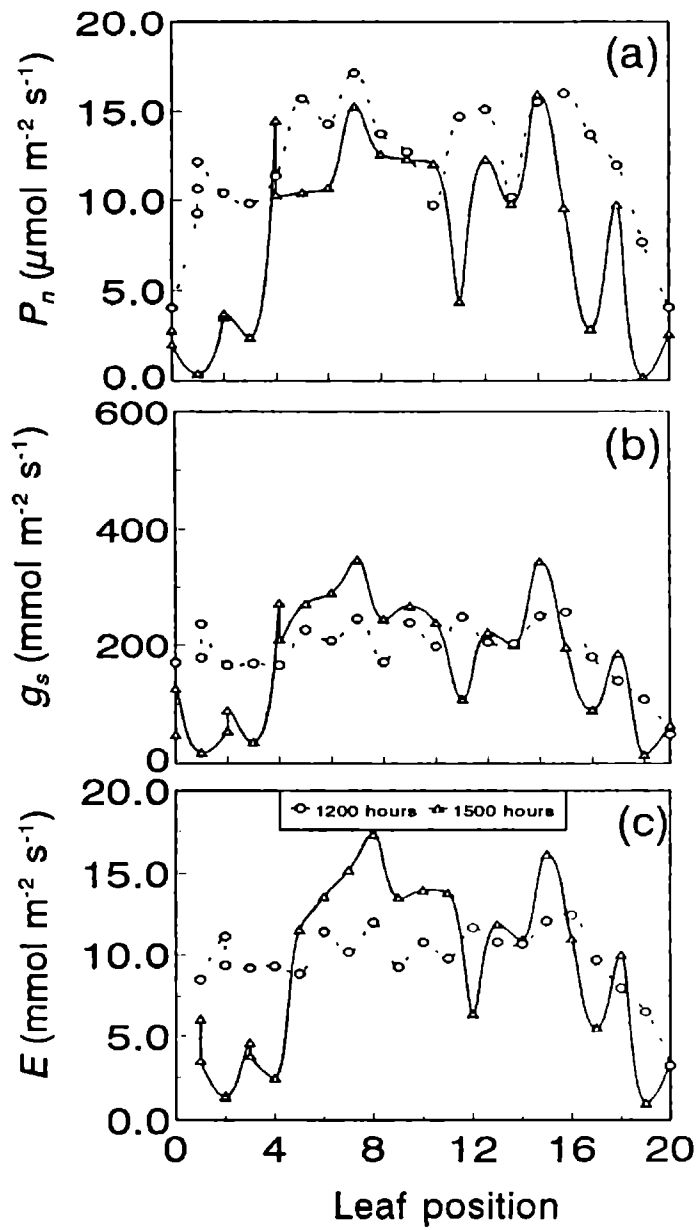 20.0
(a)
15.0
10.0
5.0
0.0
Pn (μmol m-2 s-1)
600
(b)
400
200
0
gs (mmol m-2 s-1)
20.0
1200 hours 1500 hours
(c)
15.0
10.0
5.0
0.0
E (mmol m-2 s-1)
0 4 8 12 16 20
Leaf position